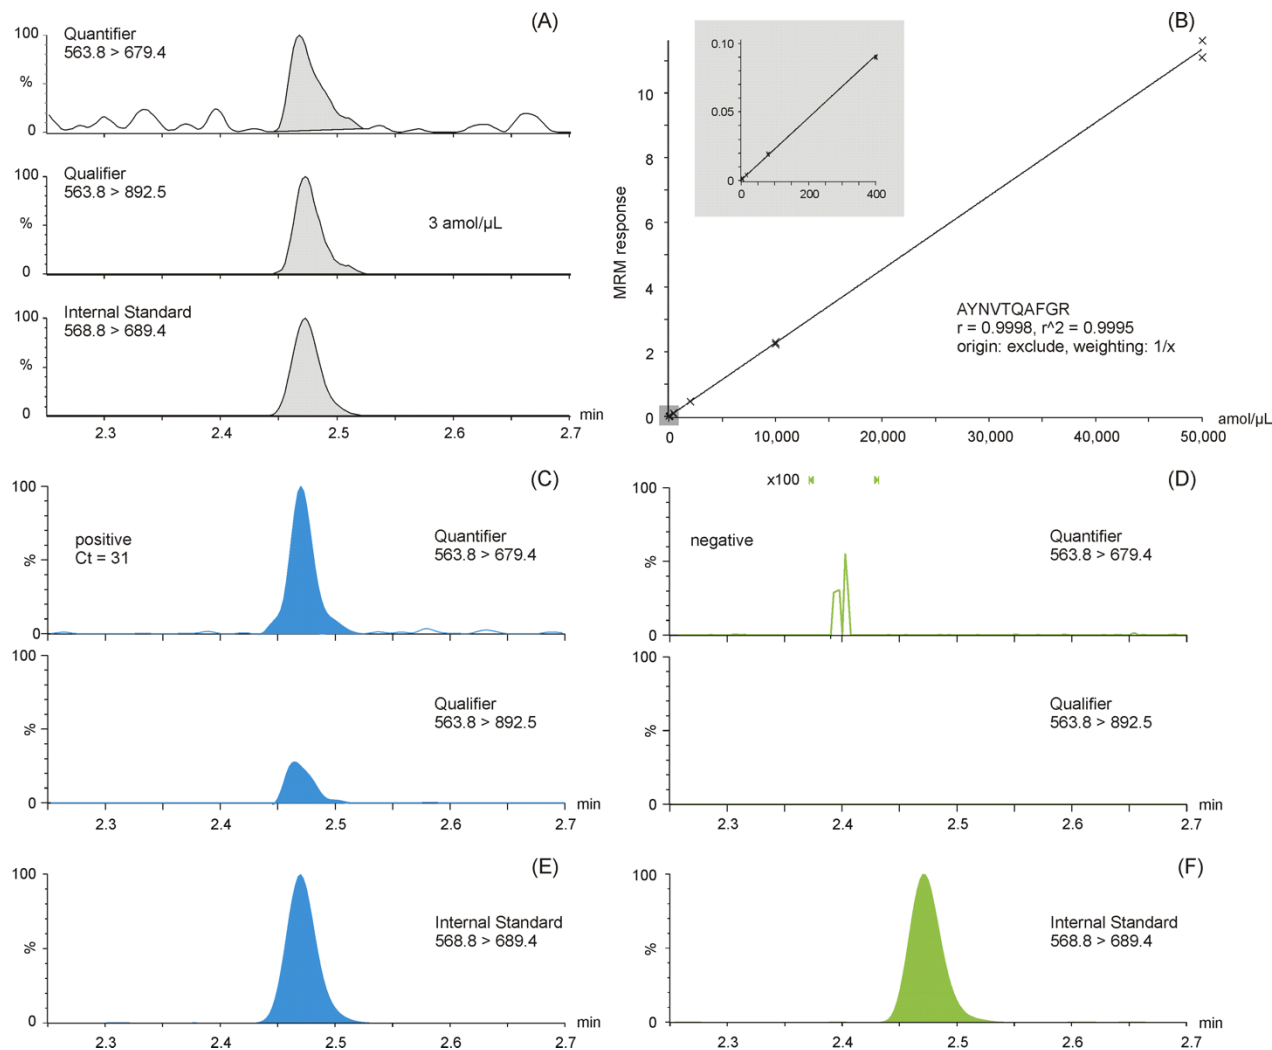 (A)
100
Quantifier
563.8 > 679.4
%
0
Qualifier
100
563.8 > 892.5
%
3 amol/µL
0
Internal Standard
100
568.8 > 689.4
%
0
min
2.3
2.4
2.5
2.6
2.7
(B)
0.10
0.05
0
0
200
400
MRM response
10
8
6
4
2
0
AYNVTQAFGR
r = 0.9998, r^2 = 0.9995
origin: exclude, weighting: 1/x
amol/µL
0
10,000
20,000
30,000
40,000
50,000
(C)
100
positive
Ct = 31
Quantifier
563.8 > 679.4
%
0
100
Qualifier
563.8 > 892.5
%
0
min
2.3
2.4
2.5
2.6
2.7
x100
(D)
100
negative
Quantifier
563.8 > 679.4
%
0
100
Qualifier
563.8 > 892.5
%
0
min
2.3
2.4
2.5
2.6
2.7
(E)
100
Internal Standard
568.8 > 689.4
%
0
min
2.3
2.4
2.5
2.6
2.7
(F)
100
Internal Standard
568.8 > 689.4
%
0
min
2.3
2.4
2.5
2.6
2.7